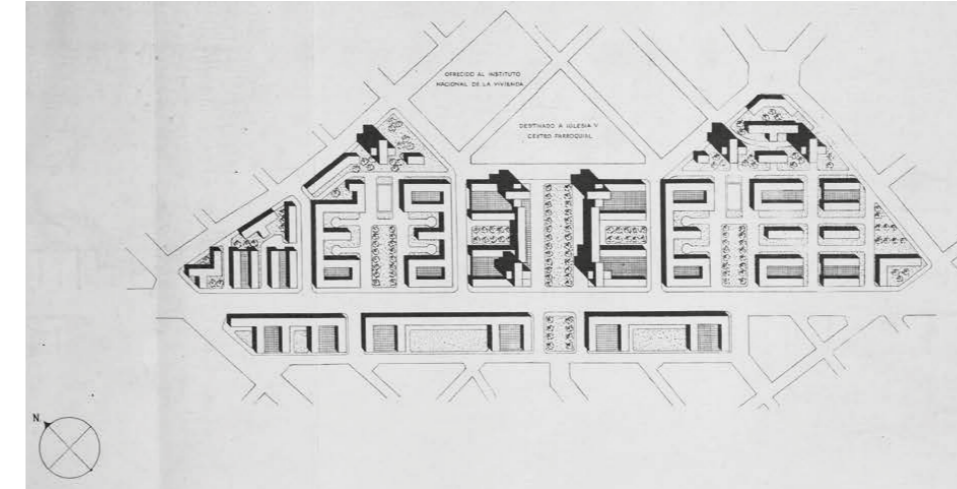 OFRECIDO AL INSTITUTO
NACIONAL DE LA VIVIENDA
DESTINADO A IGLESIA Y
CENTRO PARROQUIAL
N